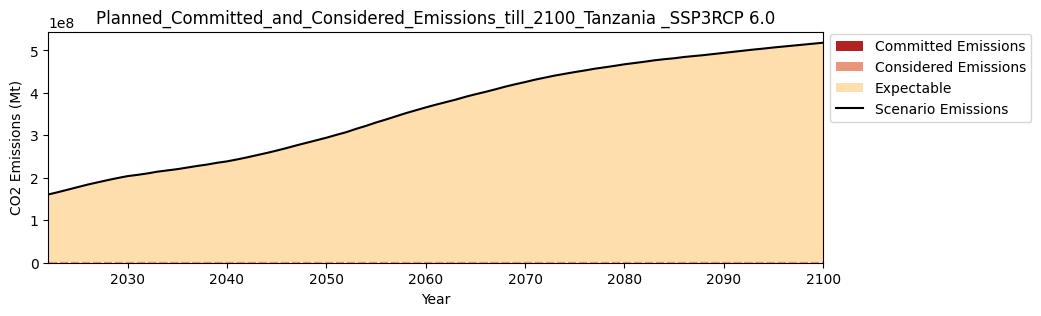 Planned_Committed_and_Considered_Emissions_till_2100_Tanzania _SSP3RCP 6.0
1e8
5
4
3
2
1
0
CO2 Emissions (Mt)
2030 2040 2050 2060 2070 2080 2090 2100
Year
Committed Emissions
Considered Emissions
Expectable
Scenario Emissions